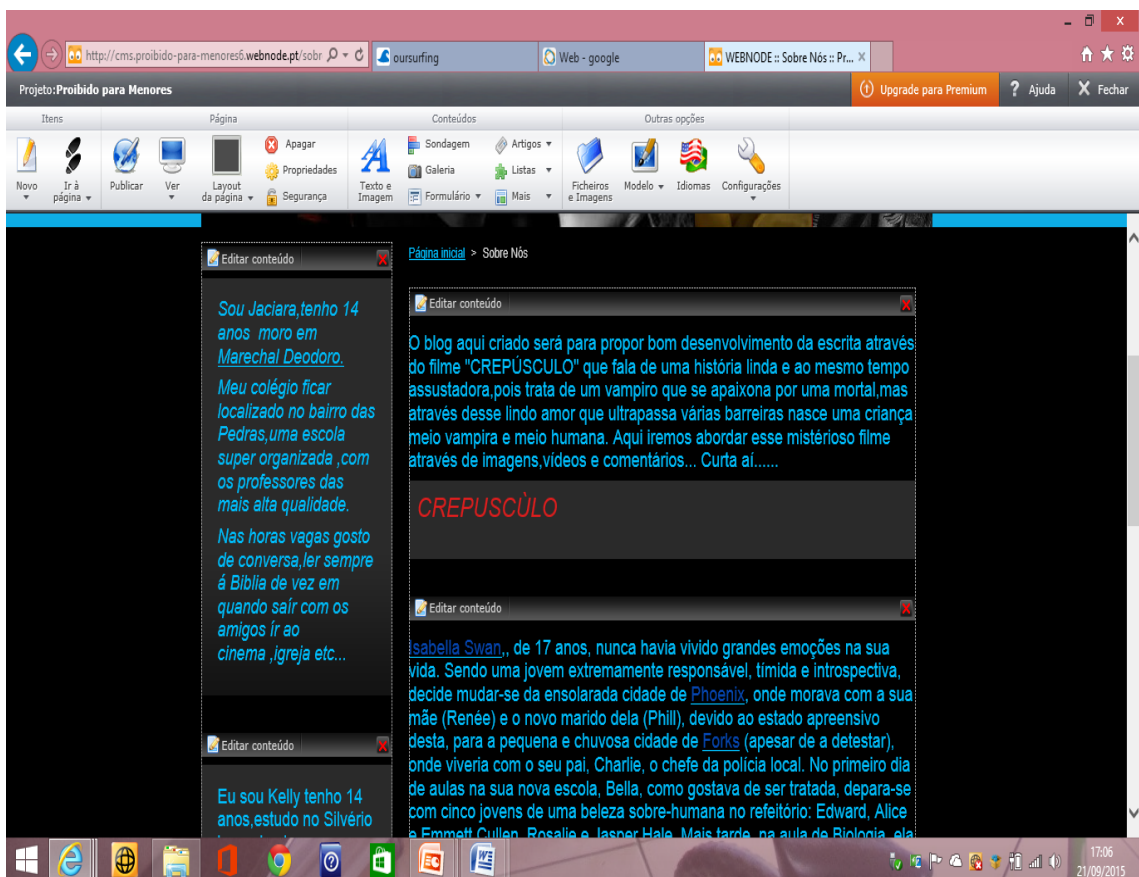 http://cms.proibido-para-menores6.webnode.pt/sobr
oursurfing
Web - google
WEBNODE :: Sobre Nós :: Pr...
Projeto:Proibido para Menores
Upgrade para Premium
Ajuda
Fechar
Itens
Página
Conteúdos
Outras opções
Novo
Ir à página
Publicar
Ver
Layout da página
Apagar
Propriedades
Segurança
Texto e Imagem
Sondagem
Galeria
Formulário
Artigos
Listas
Mais
Ficheiros e Imagens
Modelo
Idiomas
Configurações
Editar conteúdo
Sou Jaciara,tenho 14
anos moro em
Marechal Deodoro.
Meu colégio ficar
localizado no bairro das
Pedras,uma escola
super organizada ,com
os professores das
mais alta qualidade.
Nas horas vagas gosto
de conversa,ler sempre
á Biblia de vez em
quando saír com os
amigos ír ao
cinema ,igreja etc...
Editar conteúdo
Eu sou Kelly tenho 14
anos,estudo no Silvério
Página inicial > Sobre Nós
Editar conteúdo
O blog aqui criado será para propor bom desenvolvimento da escrita através
do filme "CREPÚSCULO" que fala de uma história linda e ao mesmo tempo
assustadora,pois trata de um vampiro que se apaixona por uma mortal,mas
através desse lindo amor que ultrapassa várias barreiras nasce uma criança
meio vampira e meio humana. Aqui iremos abordar esse mistérioso filme
através de imagens,vídeos e comentários... Curta aí......
CREPUSCÙLO
Editar conteúdo
Isabella Swan,, de 17 anos, nunca havia vivido grandes emoções na sua
vida. Sendo uma jovem extremamente responsável, tímida e introspectiva,
decide mudar-se da ensolarada cidade de Phoenix, onde morava com a sua
mãe (Renée) e o novo marido dela (Phill), devido ao estado apreensivo
desta, para a pequena e chuvosa cidade de Forks (apesar de a detestar),
onde viveria com o seu pai, Charlie, o chefe da polícia local. No primeiro dia
de aulas na sua nova escola, Bella, como gostava de ser tratada, depara-se
com cinco jovens de uma beleza sobre-humana no refeitório: Edward, Alice
e Emmett Cullen, Rosalie e Jasper Hale. Mais tarde, na aula de Biologia, ela
17:06
21/09/2015